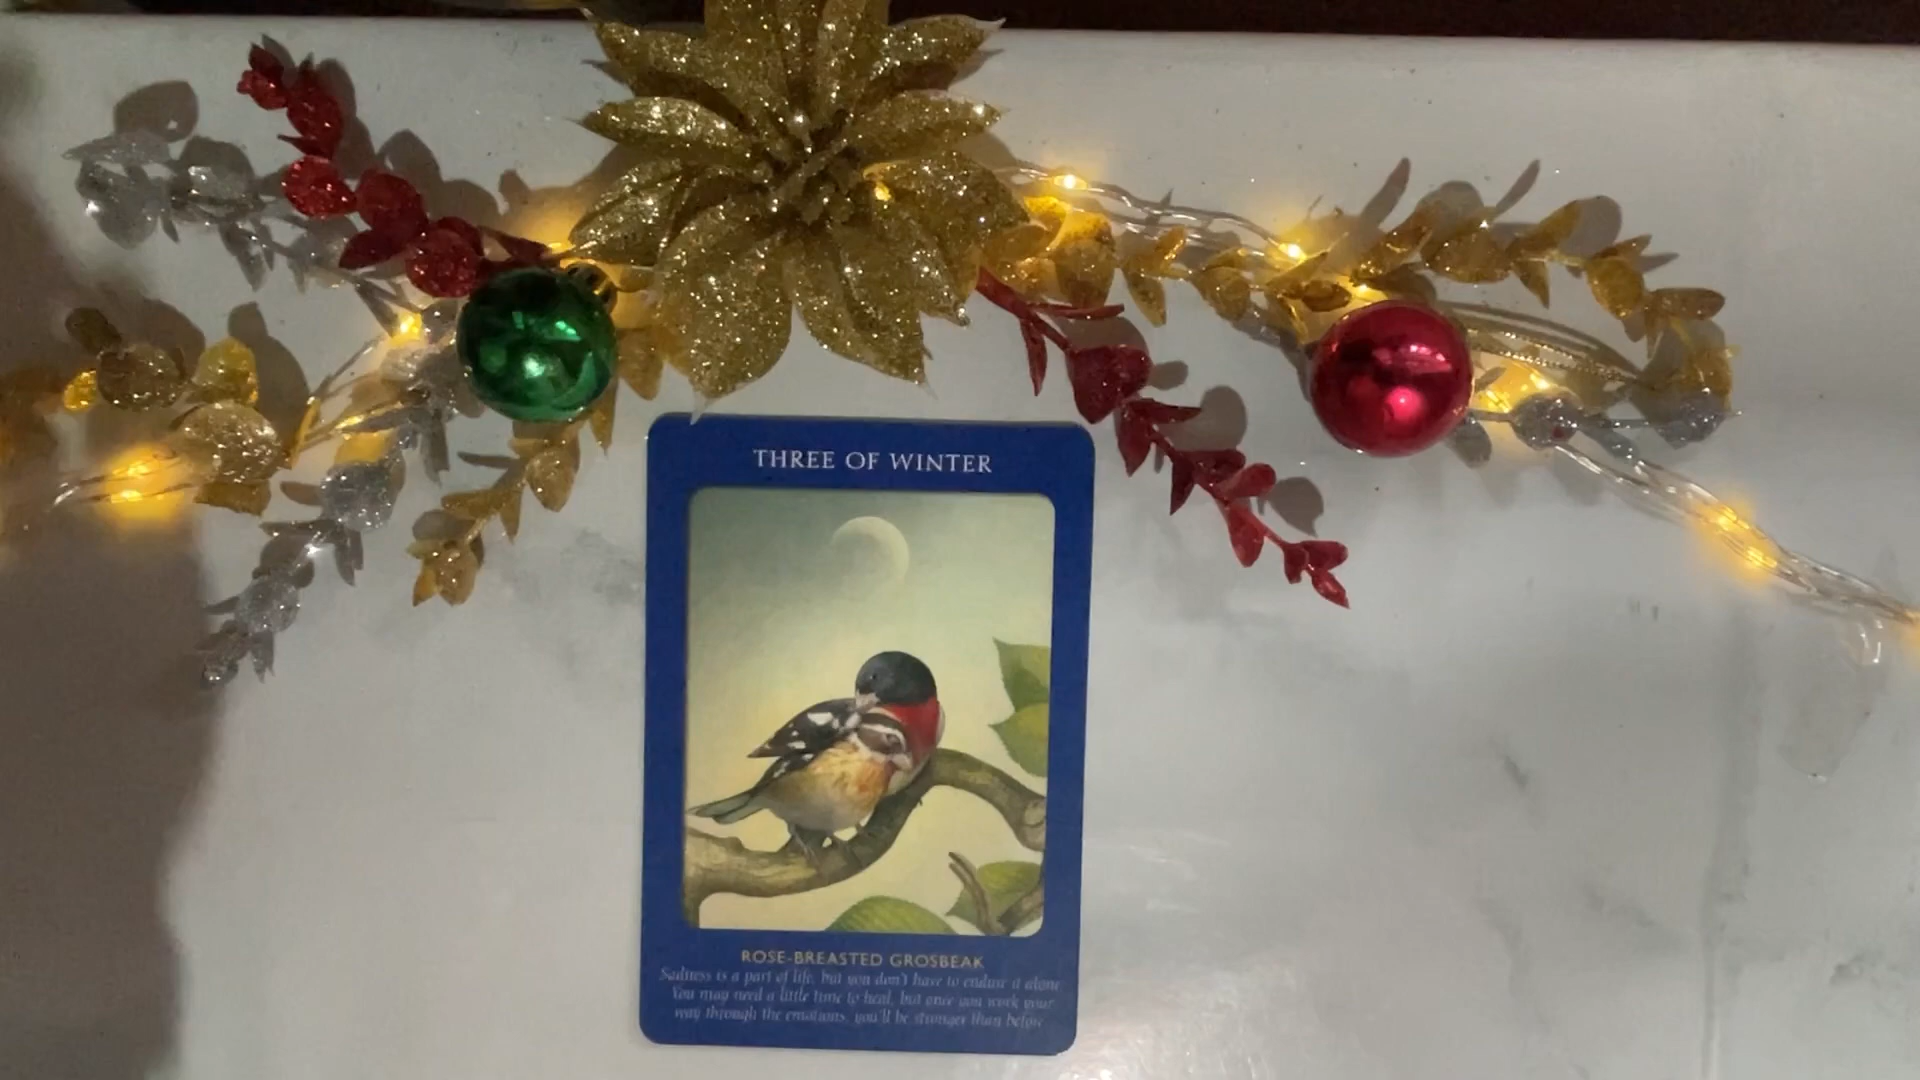 THREE OF WINTER
ROSE-BREASTED GROSBEAK
Sadness is a part of life, but you don't have to endure it alone
You may need a little time to heal, but once you work your
way through the emotions, you'll be stronger than before